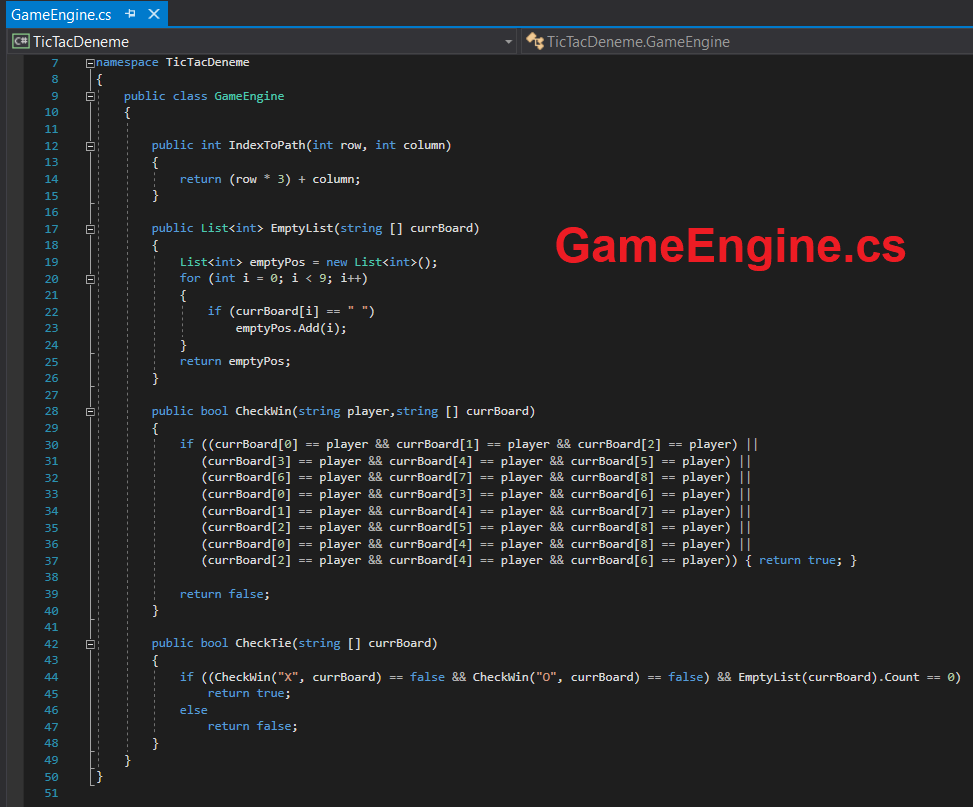 GameEngine.cs
C# TicTacDeneme TicTacDeneme.GameEngine
7 namespace TicTacDeneme
8 {
9 public class GameEngine
10 {
11
12 public int IndexToPath(int row, int column)
13 {
14 return (row * 3) + column;
15 }
16
17 public List<int> EmptyList(string [] currBoard)
18 {
19 List<int> emptyPos = new List<int>();
20 for (int i = 0; i < 9; i++)
21 {
22 if (currBoard[i] == " ")
23 emptyPos.Add(i);
24 }
25 return emptyPos;
26 }
27
28 public bool CheckWin(string player,string [] currBoard)
29 {
30 if ((currBoard[0] == player && currBoard[1] == player && currBoard[2] == player) ||
31 (currBoard[3] == player && currBoard[4] == player && currBoard[5] == player) ||
32 (currBoard[6] == player && currBoard[7] == player && currBoard[8] == player) ||
33 (currBoard[0] == player && currBoard[3] == player && currBoard[6] == player) ||
34 (currBoard[1] == player && currBoard[4] == player && currBoard[7] == player) ||
35 (currBoard[2] == player && currBoard[5] == player && currBoard[8] == player) ||
36 (currBoard[0] == player && currBoard[4] == player && currBoard[8] == player) ||
37 (currBoard[2] == player && currBoard[4] == player && currBoard[6] == player)) { return true; }
38
39 return false;
40 }
41
42 public bool CheckTie(string [] currBoard)
43 {
44 if ((CheckWin("X", currBoard) == false && CheckWin("O", currBoard) == false) && EmptyList(currBoard).Count == 0)
45 return true;
46 else
47 return false;
48 }
49 }
50 }
51
GameEngine.cs